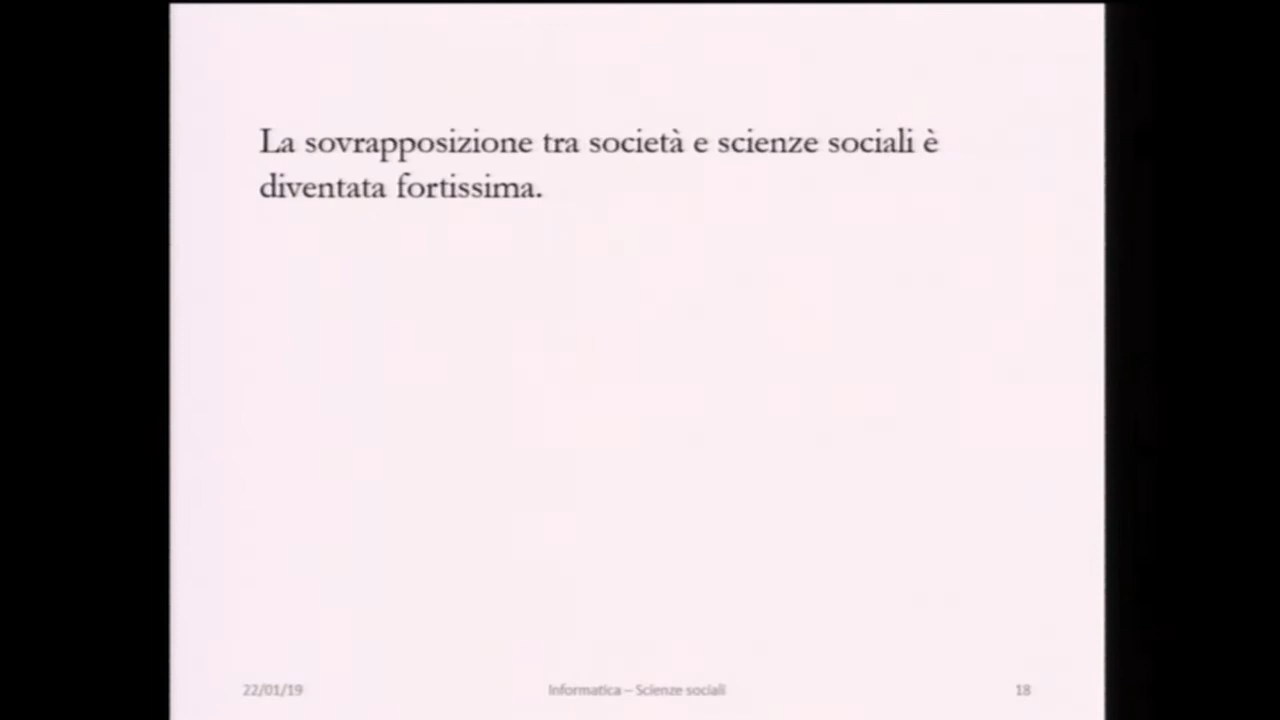 La sovrapposizione tra società e scienze sociali è
diventata fortissima.
22/01/19
Informatica – Scienze sociali
18